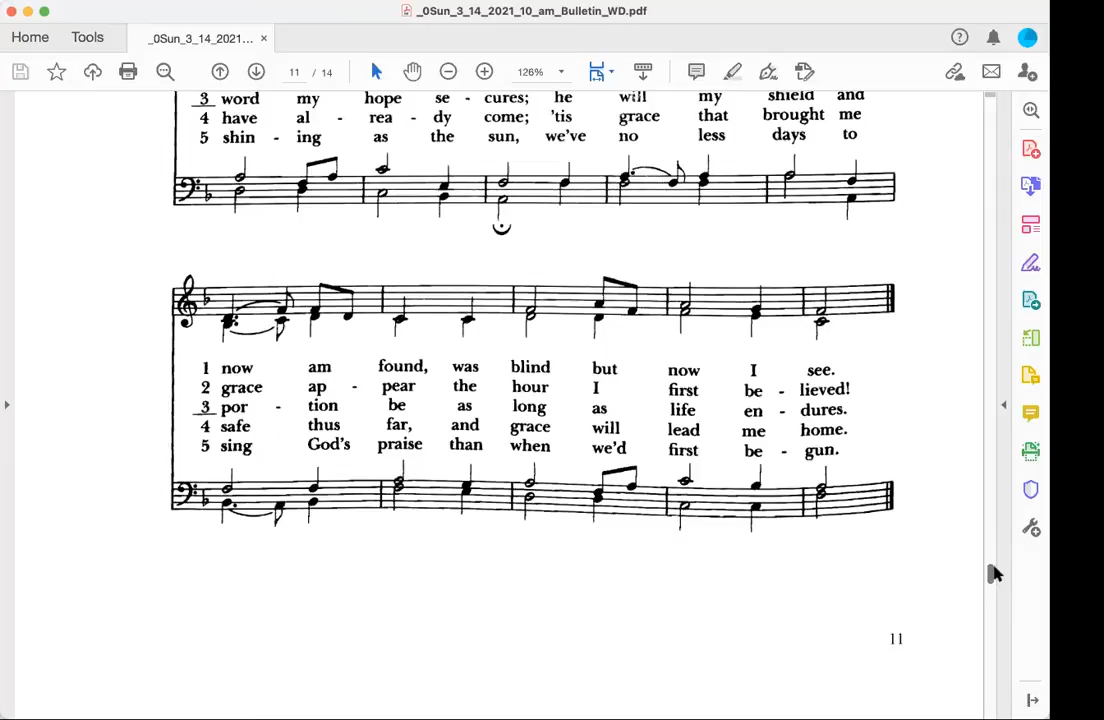 _0Sun_3_14_2021_10_am_Bulletin_WD.pdf
Home Tools _0Sun_3_14_2021... ×
11 / 14 126%
3 word my hope se - cures; he will my shield and
4 have al - rea - dy come; 'tis grace that brought me
5 shin - ing as the sun, we've no less days to
1 now am found, was blind but now I see.
2 grace ap - pear the hour I first be - lieved!
3 por - tion be as long as life en - dures.
4 safe thus far, and grace will lead me home.
5 sing God's praise than when we'd first be - gun.
11